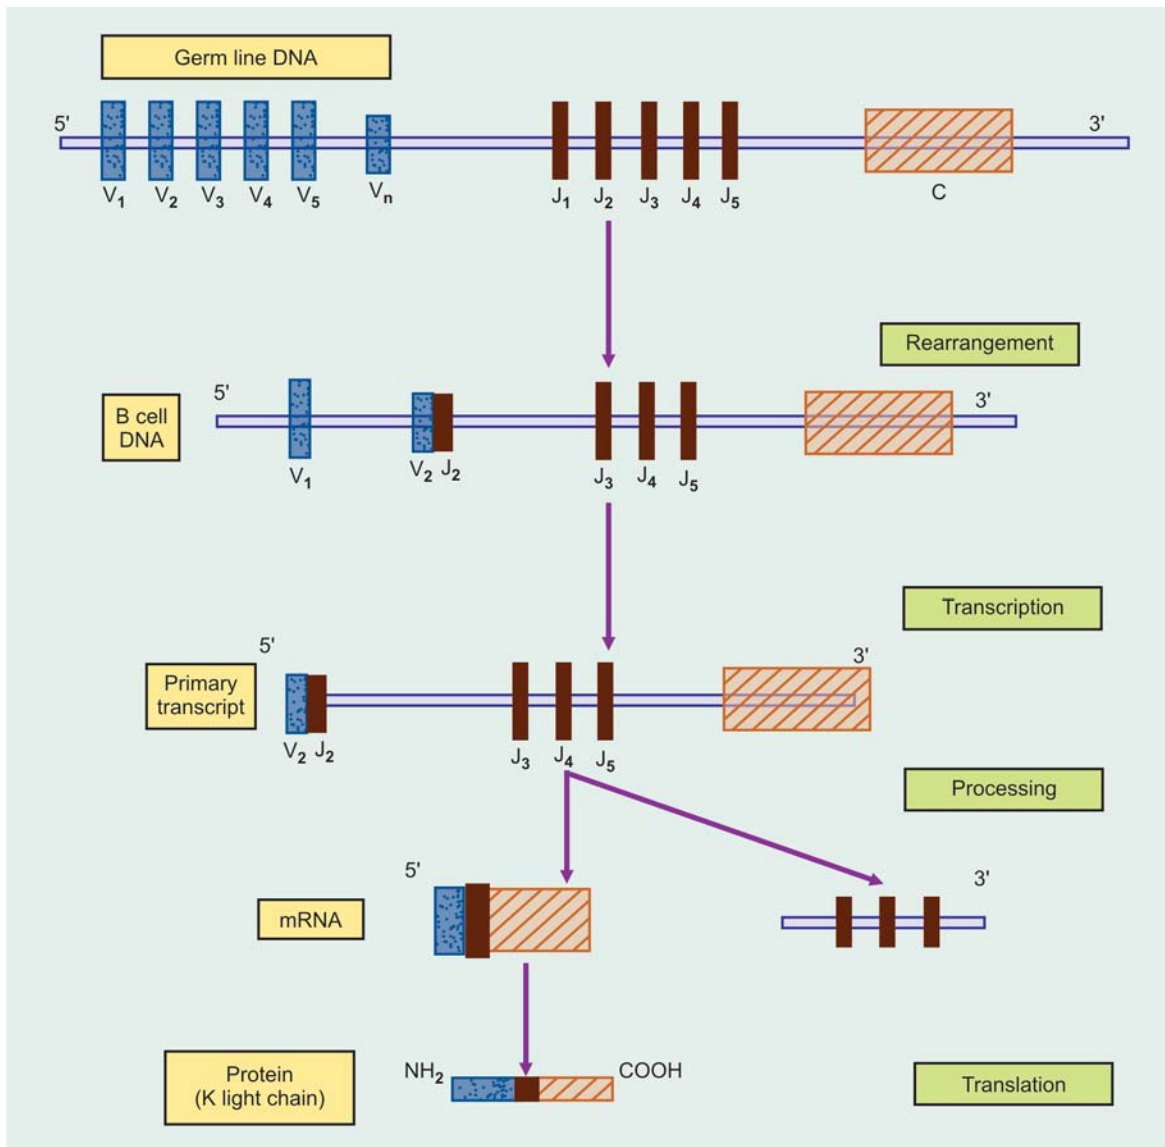 Germ line DNA
5'
3'
V1 V2 V3 V4 V5 Vn J1 J2 J3 J4 J5 C
Rearrangement
5'
3'
B cell
DNA
V1 V2 J2 J3 J4 J5
Transcription
5'
3'
Primary
transcript
V2 J2 J3 J4 J5
Processing
5'
3'
mRNA
NH2 COOH
Protein
(K light chain)
Translation